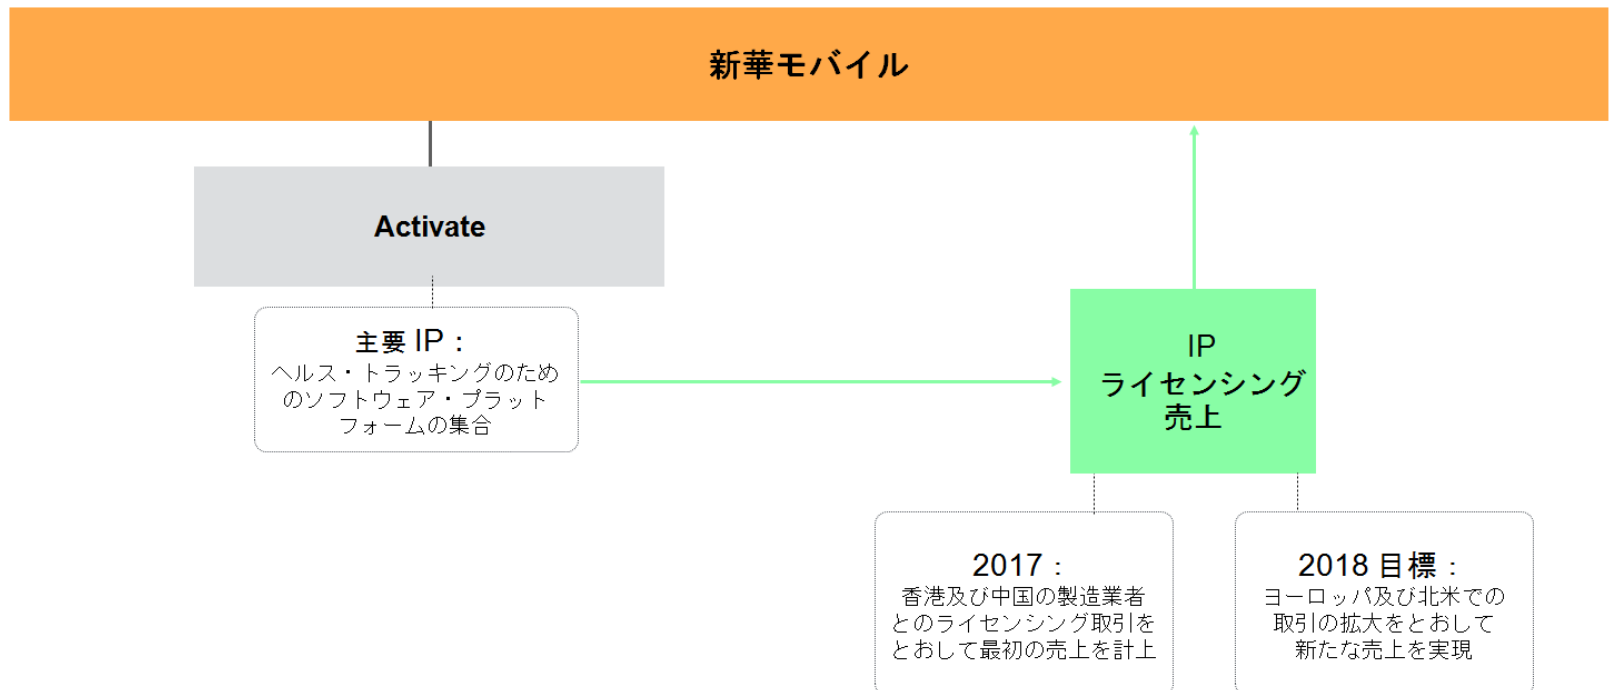 新華モバイル
Activate
主要 IP：
ヘルス・トラッキングのため
のソフトウェア・プラット
フォームの集合
IP
ライセンシング
売上
2017：
香港及び中国の製造業者
とのライセンシング取引を
とおして最初の売上を計上
2018 目標：
ヨーロッパ及び北米での
取引の拡大をとおして
新たな売上を実現